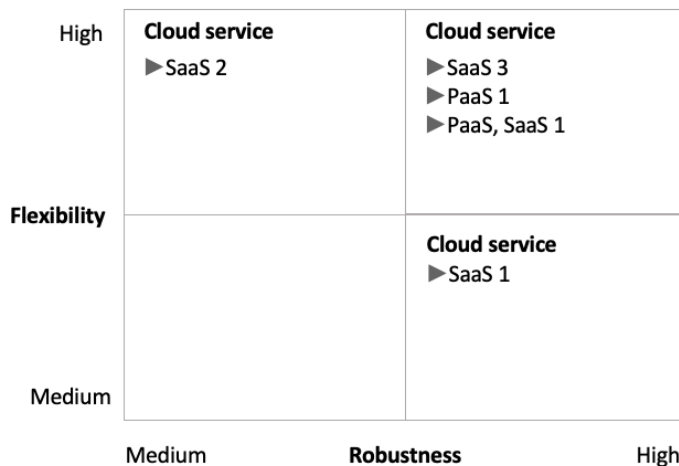 High
Cloud service
SaaS 2
Cloud service
SaaS 3
PaaS 1
PaaS, SaaS 1
Flexibility
Cloud service
SaaS 1
Medium
Medium
Robustness
High